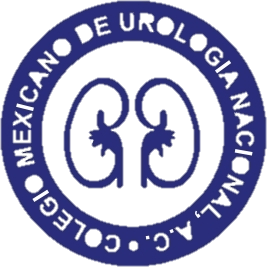 COLEGIO MEXICANO DE UROLOGIA NACIONAL, A.C. •